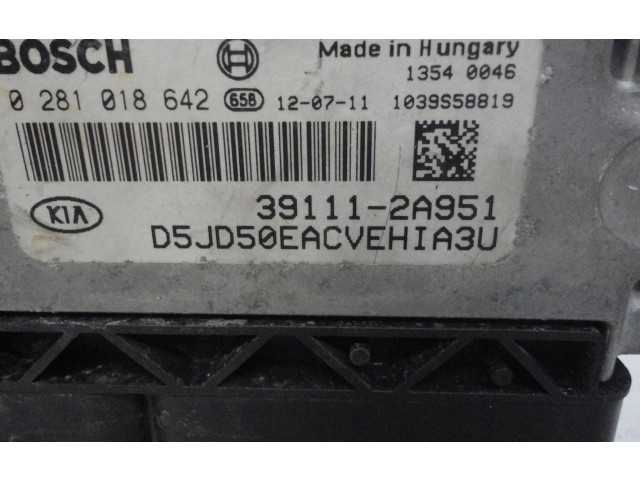 BOSCH
Made in Hungary
1354 0046
0 281 018 642 658 12-07-11 1039S58819
KIA
39111-2A951
D5JD50EACVEHIA3U